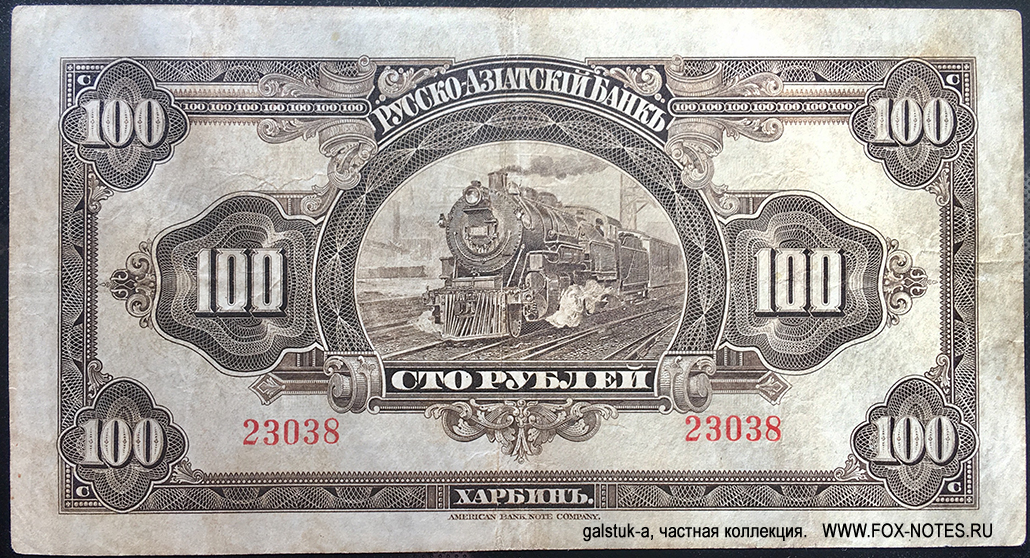 РУССКО-АЗІАТСКІЙ БАНКЪ
С С
100 100 100 100 100 100 100 100 100 100 100 100 100 100 100 100
100 100
100 100
СТО РУБЛЕЙ
23038 23038
100 100
С С
ХАРБИНЪ.
AMERICAN BANK NOTE COMPANY.
galstuk-a, частная коллекция. WWW.FOX-NOTES.RU